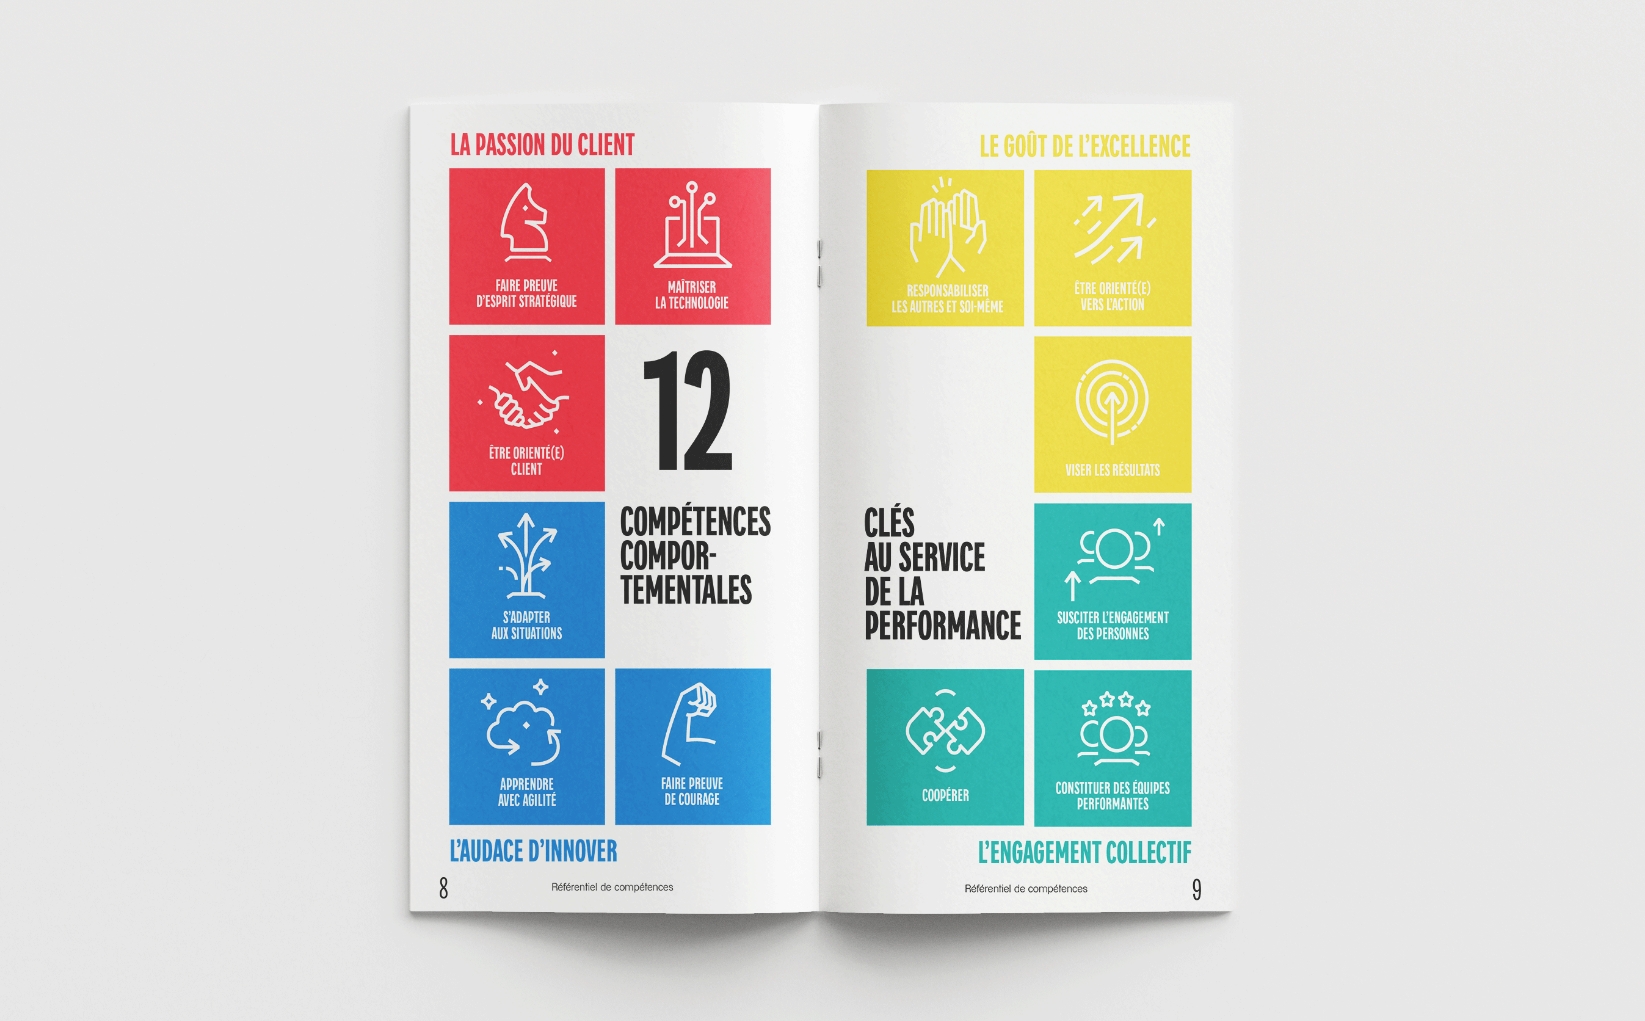 LA PASSION DU CLIENT
FAIRE PREUVE
D'ESPRIT STRATÉGIQUE
MAÎTRISER
LA TECHNOLOGIE
ÊTRE ORIENTÉ(E)
CLIENT
12
COMPÉTENCES
COMPOR-
TEMENTALES
S'ADAPTER
AUX SITUATIONS
APPRENDRE
AVEC AGILITÉ
FAIRE PREUVE
DE COURAGE
L'AUDACE D'INNOVER
8
Référentiel de compétences
LE GOÛT DE L'EXCELLENCE
RESPONSABILISER
LES AUTRES ET SOI-MÊME
ÊTRE ORIENTÉ(E)
VERS L'ACTION
VISER LES RÉSULTATS
CLÉS
AU SERVICE
DE LA
PERFORMANCE
SUSCITER L'ENGAGEMENT
DES PERSONNES
COOPÉRER
CONSTITUER DES ÉQUIPES
PERFORMANTES
L'ENGAGEMENT COLLECTIF
Référentiel de compétences
9